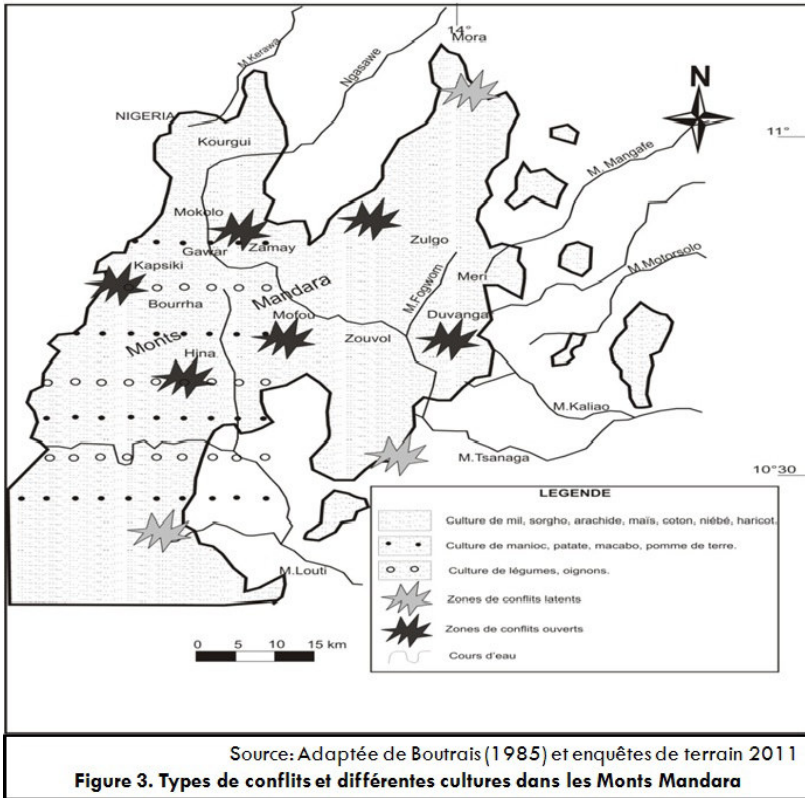 14°
Mora
M.Kerawa
Ngasawe
N
NIGERIA
11°
Kourgui
M. Mangafe
Mokolo
Zulgo
Gawar
Zamay
M.Motorsolo
Kapsiki
Meri
M.Fogwom
Mandara
Bourrha
Mofou
Duvanga
Monts
Zouvol
Hina
M.Kaliao
M.Tsanaga
10°30
LEGENDE
Culture de mil, sorgho, arachide, maïs, coton, niébé, haricot.
Culture de manioc, patate, macabo, pomme de terre.
Culture de légumes, oignons.
M.Louti
Zones de conflits latents
Zones de conflits ouverts
0 5 10 15 km
Cours d'eau
Source: Adaptée de Boutrais (1985) et enquêtes de terrain 2011
Figure 3. Types de conflits et différentes cultures dans les Monts Mandara